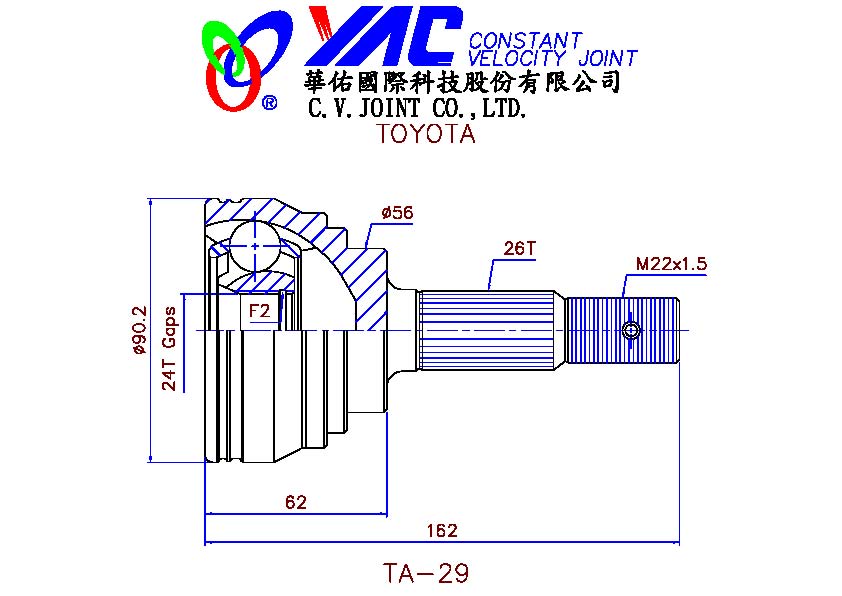 YAC CONSTANT
VELOCITY JOINT
華佑國際科技股份有限公司
®
C.V.JOINT CO.,LTD.
TOYOTA
ø56
26T
M22x1.5
F2
ø90.2
24T Gaps
62
162
TA-29